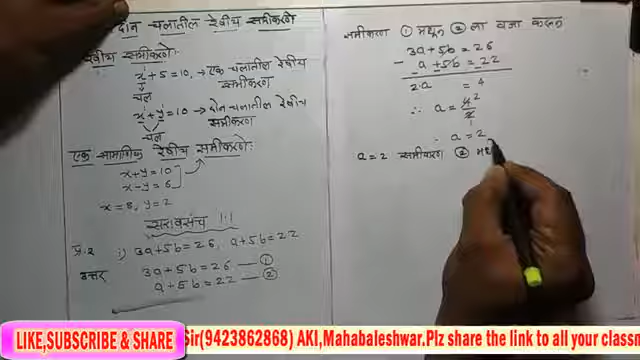 दोन चलातील रेषीय समीकरणे
रेषीय समीकरणे:-
x + 5 = 10, → एक चलातील रेषीय
समीकरण
चल
x + y = 10 → दोन चलातील रेषीय
समीकरण
चल
एक सामायिक रेषीय समीकरणे:-
x + y = 10
x - y = 6
x = 8, y = 2
सरावसंच 1.1
प्र.2 i) 3a + 5b = 26, a + 5b = 22
उत्तर 3a + 5b = 26 — ①
a + 5b = 22 — ②
समीकरण ① मधून ② ला वजा करून
3a + 5b = 26
- a + 5b = 22
- - -
2a = 4
∴ a = 4/2
2
1
∴ a = 2
a = 2 समीकरण ②
LIKE,SUBSCRIBE & SHARE
Sir(9423862868) AKI,Mahabaleshwar.Plz share the link to all your classm